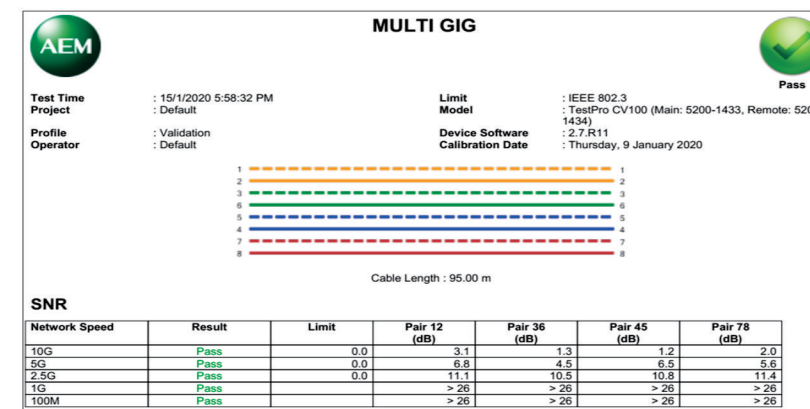 MULTI GIG
AEM
Pass
Test Time : 15/1/2020 5:58:32 PM Limit : IEEE 802.3
Project : Default Model : TestPro CV100 (Main: 5200-1433, Remote: 520
1434)
Profile : Validation Device Software : 2.7.R11
Operator : Default Calibration Date : Thursday, 9 January 2020
1 1
2 2
3 3
6 6
5 5
4 4
7 7
8 8
Cable Length : 95.00 m
SNR
Network Speed Result Limit Pair 12 (dB) Pair 36 (dB) Pair 45 (dB) Pair 78 (dB)
10G Pass 0.0 3.1 1.3 1.2 2.0
5G Pass 0.0 6.8 4.5 6.5 5.6
2.5G Pass 0.0 11.1 10.5 10.8 11.4
1G Pass > 26 > 26 > 26 > 26
100M Pass > 26 > 26 > 26 > 26